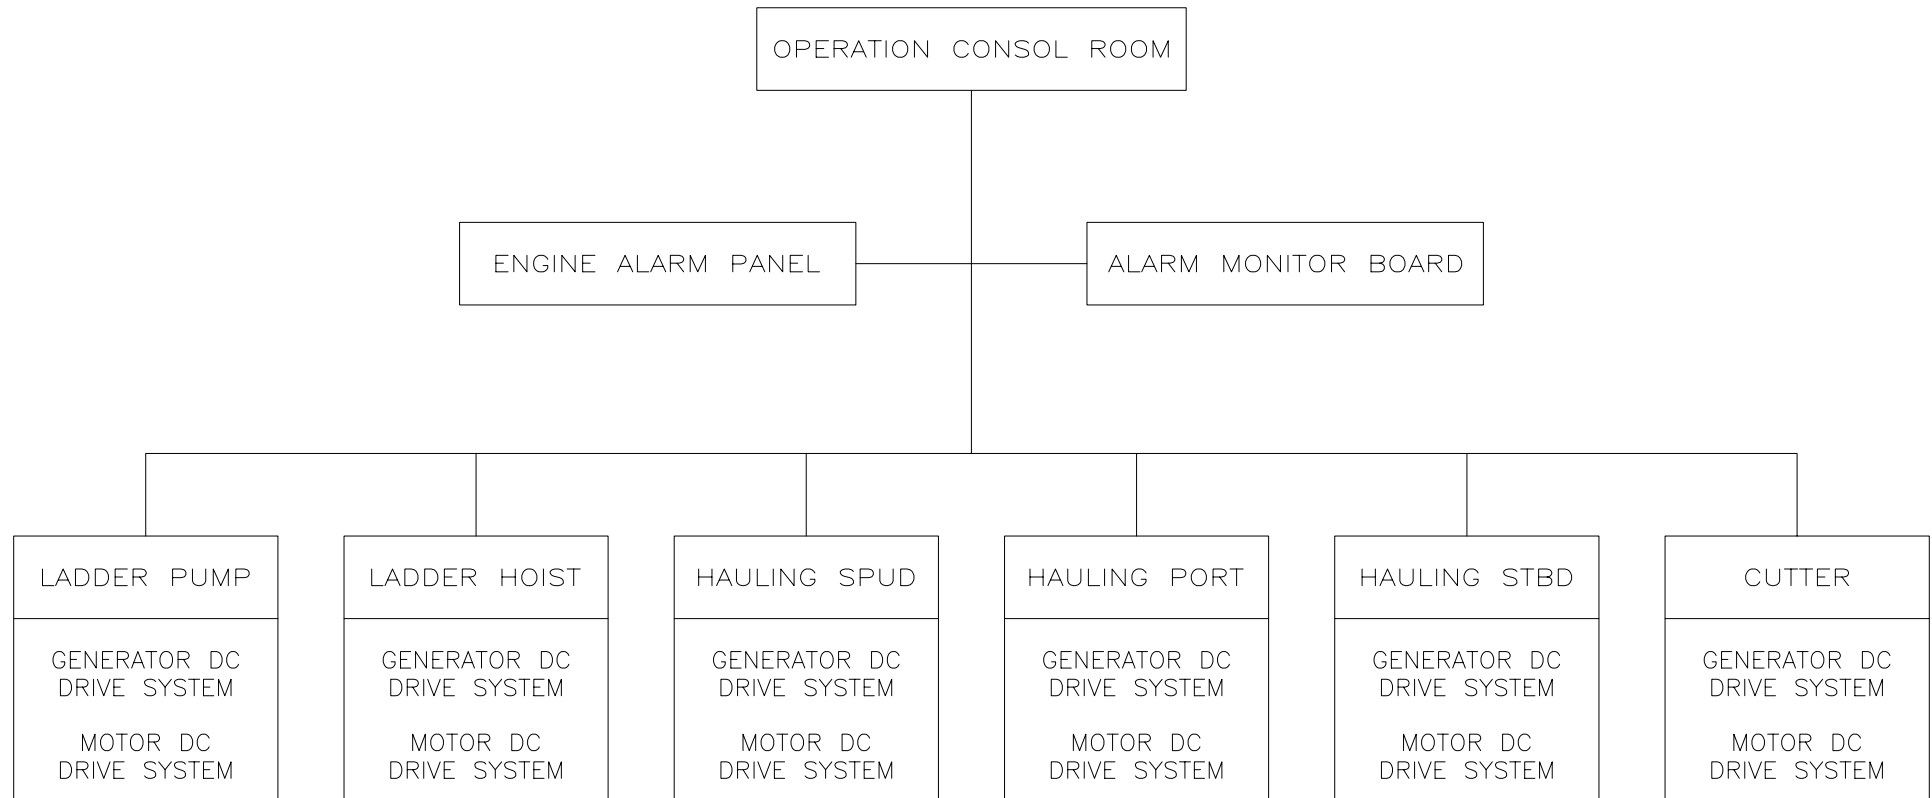 OPERATION CONSOL ROOM
ENGINE ALARM PANEL
ALARM MONITOR BOARD
LADDER PUMP
GENERATOR DC
DRIVE SYSTEM
MOTOR DC
DRIVE SYSTEM
LADDER HOIST
GENERATOR DC
DRIVE SYSTEM
MOTOR DC
DRIVE SYSTEM
HAULING SPUD
GENERATOR DC
DRIVE SYSTEM
MOTOR DC
DRIVE SYSTEM
HAULING PORT
GENERATOR DC
DRIVE SYSTEM
MOTOR DC
DRIVE SYSTEM
HAULING STBD
GENERATOR DC
DRIVE SYSTEM
MOTOR DC
DRIVE SYSTEM
CUTTER
GENERATOR DC
DRIVE SYSTEM
MOTOR DC
DRIVE SYSTEM